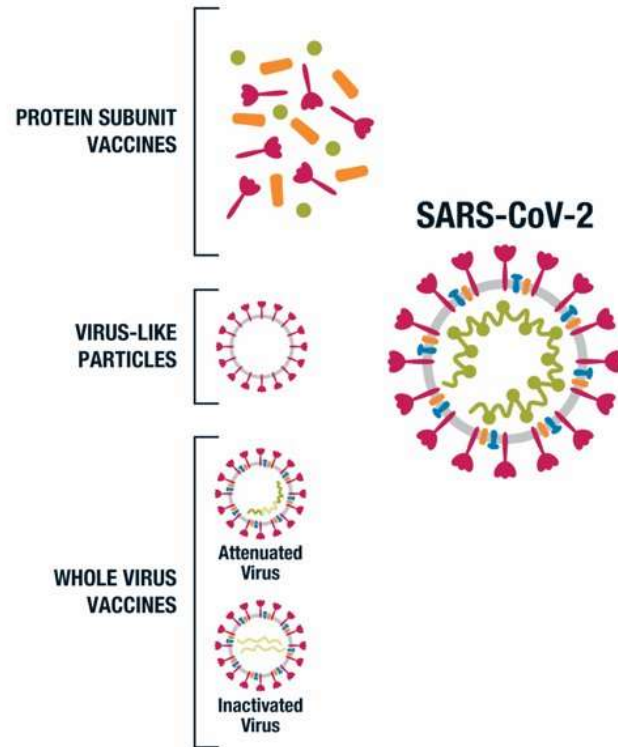 PROTEIN SUBUNIT
VACCINES
SARS-CoV-2
VIRUS-LIKE
PARTICLES
WHOLE VIRUS
VACCINES
Attenuated
Virus
Inactivated
Virus